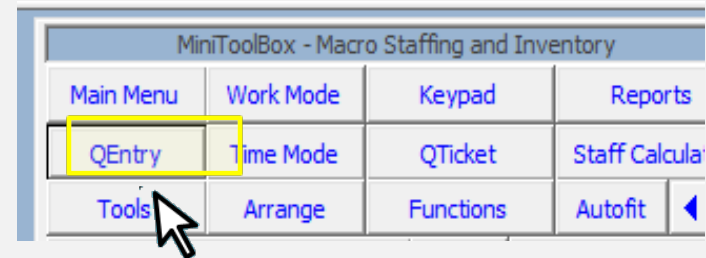 MiniToolBox - Macro Staffing and Inventory
Main Menu Work Mode Keypad Reports
QEntry Time Mode QTicket Staff Calculat
Tools Arrange Functions Autofit